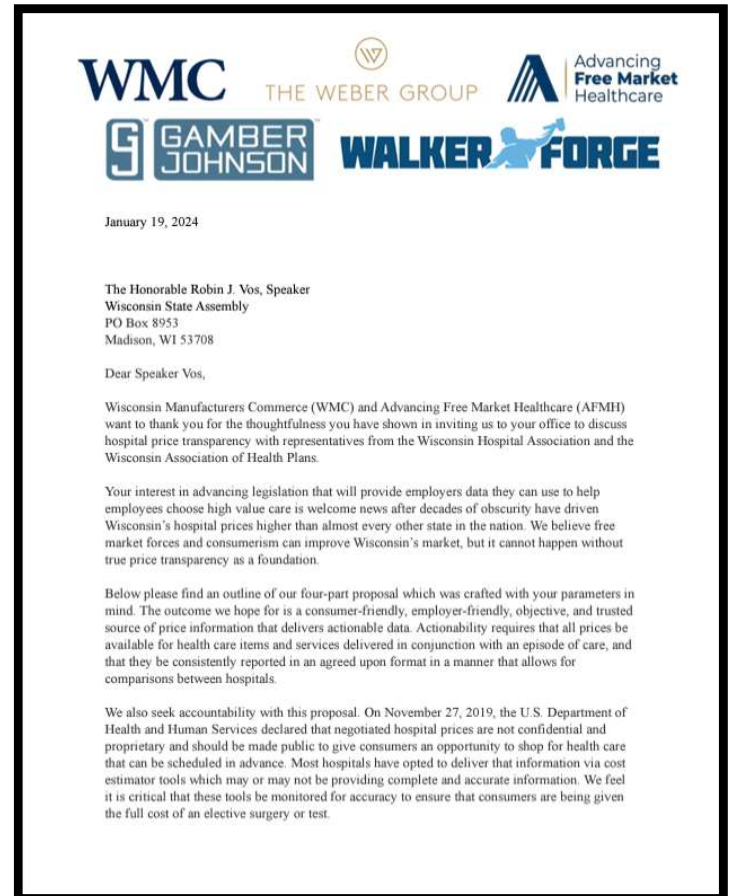 WMC
THE WEBER GROUP
Advancing
Free Market
Healthcare
GAMBER
JOHNSON
WALKER FORGE
January 19, 2024
The Honorable Robin J. Vos, Speaker
Wisconsin State Assembly
PO Box 8953
Madison, WI 53708
Dear Speaker Vos,
Wisconsin Manufacturers Commerce (WMC) and Advancing Free Market Healthcare (AFMH)
want to thank you for the thoughtfulness you have shown in inviting us to your office to discuss
hospital price transparency with representatives from the Wisconsin Hospital Association and the
Wisconsin Association of Health Plans.
Your interest in advancing legislation that will provide employers data they can use to help
employees choose high value care is welcome news after decades of obscurity have driven
Wisconsin's hospital prices higher than almost every other state in the nation. We believe free
market forces and consumerism can improve Wisconsin's market, but it cannot happen without
true price transparency as a foundation.
Below please find an outline of our four-part proposal which was crafted with your parameters in
mind. The outcome we hope for is a consumer-friendly, employer-friendly, objective, and trusted
source of price information that delivers actionable data. Actionability requires that all prices be
available for health care items and services delivered in conjunction with an episode of care, and
that they be consistently reported in an agreed upon format in a manner that allows for
comparisons between hospitals.
We also seek accountability with this proposal. On November 27, 2019, the U.S. Department of
Health and Human Services declared that negotiated hospital prices are not confidential and
proprietary and should be made public to give consumers an opportunity to shop for health care
that can be scheduled in advance. Most hospitals have opted to deliver that information via cost
estimator tools which may or may not be providing complete and accurate information. We feel
it is critical that these tools be monitored for accuracy to ensure that consumers are being given
the full cost of an elective surgery or test.